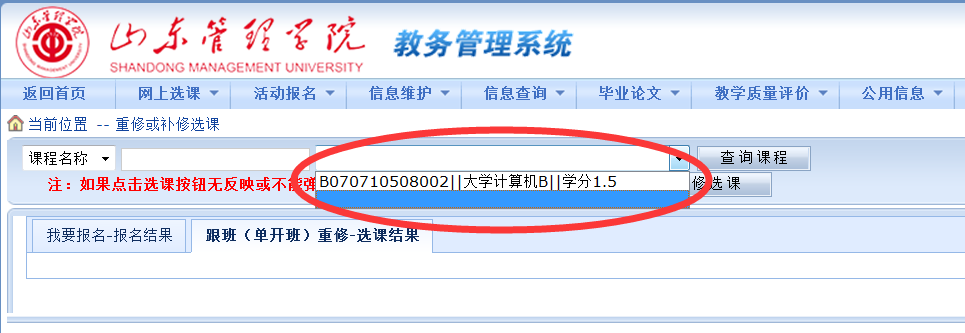 山东管理学院
SHANDONG MANAGEMENT UNIVERSITY
教务管理系统
返回首页 网上选课 活动报名 信息维护 信息查询 毕业论文 教学质量评价 公用信息
当前位置 -- 重修或补修选课
课程名称 查询课程
注：如果点击选课按钮无反映或不能弹 B070710508002||大学计算机B||学分1.5 修选课
我要报名-报名结果 跟班（单开班）重修-选课结果